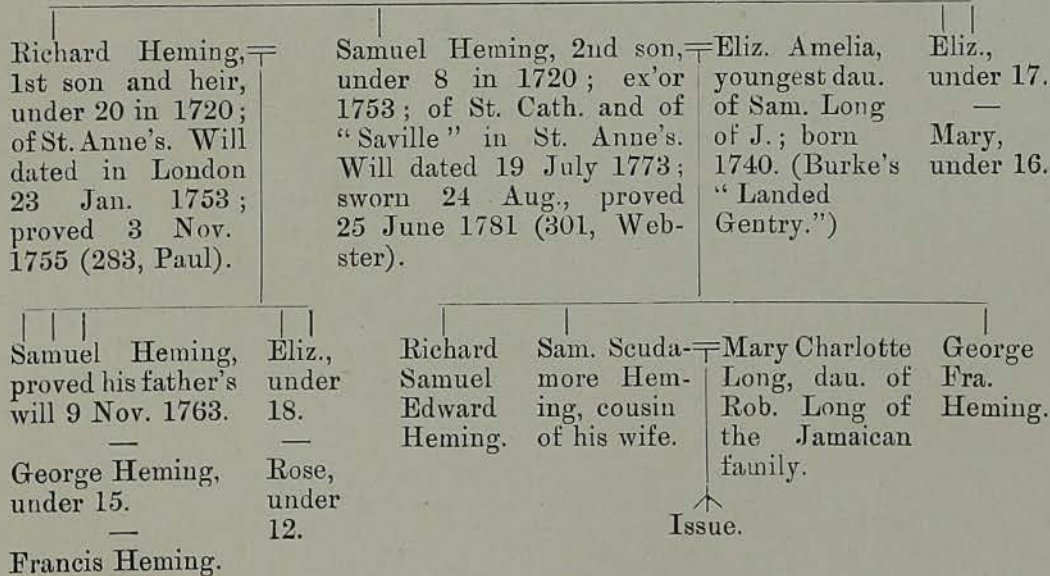 Richard Heming,
1st son and heir,
under 20 in 1720;
of St. Anne's. Will
dated in London
23 Jan. 1753;
proved 3 Nov.
1755 (283, Paul).
Samuel Heming, 2nd son,
under 8 in 1720; ex'or
1753; of St. Cath. and of
"Saville" in St. Anne's.
Will dated 19 July 1773;
sworn 24 Aug., proved
25 June 1781 (301, Web-
ster).
Eliz. Amelia,
youngest dau.
of Sam. Long
of J.; born
1740. (Burke's
"Landed
Gentry.")
Eliz.,
under 17.
—
Mary,
under 16.
Samuel Heming,
proved his father's
will 9 Nov. 1763.
—
George Heming,
under 15.
—
Francis Heming.
Eliz.,
under
18.
—
Rose,
under
12.
Richard
Samuel
Edward
Heming.
Sam. Scuda-
more Hem-
ing, cousin
of his wife.
Mary Charlotte
Long, dau. of
Rob. Long of
the Jamaican
family.
George
Fra.
Heming.
Issue.